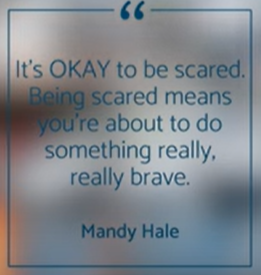 It's OKAY to be scared.
Being scared means
you're about to do
something really,
really brave.
Mandy Hale